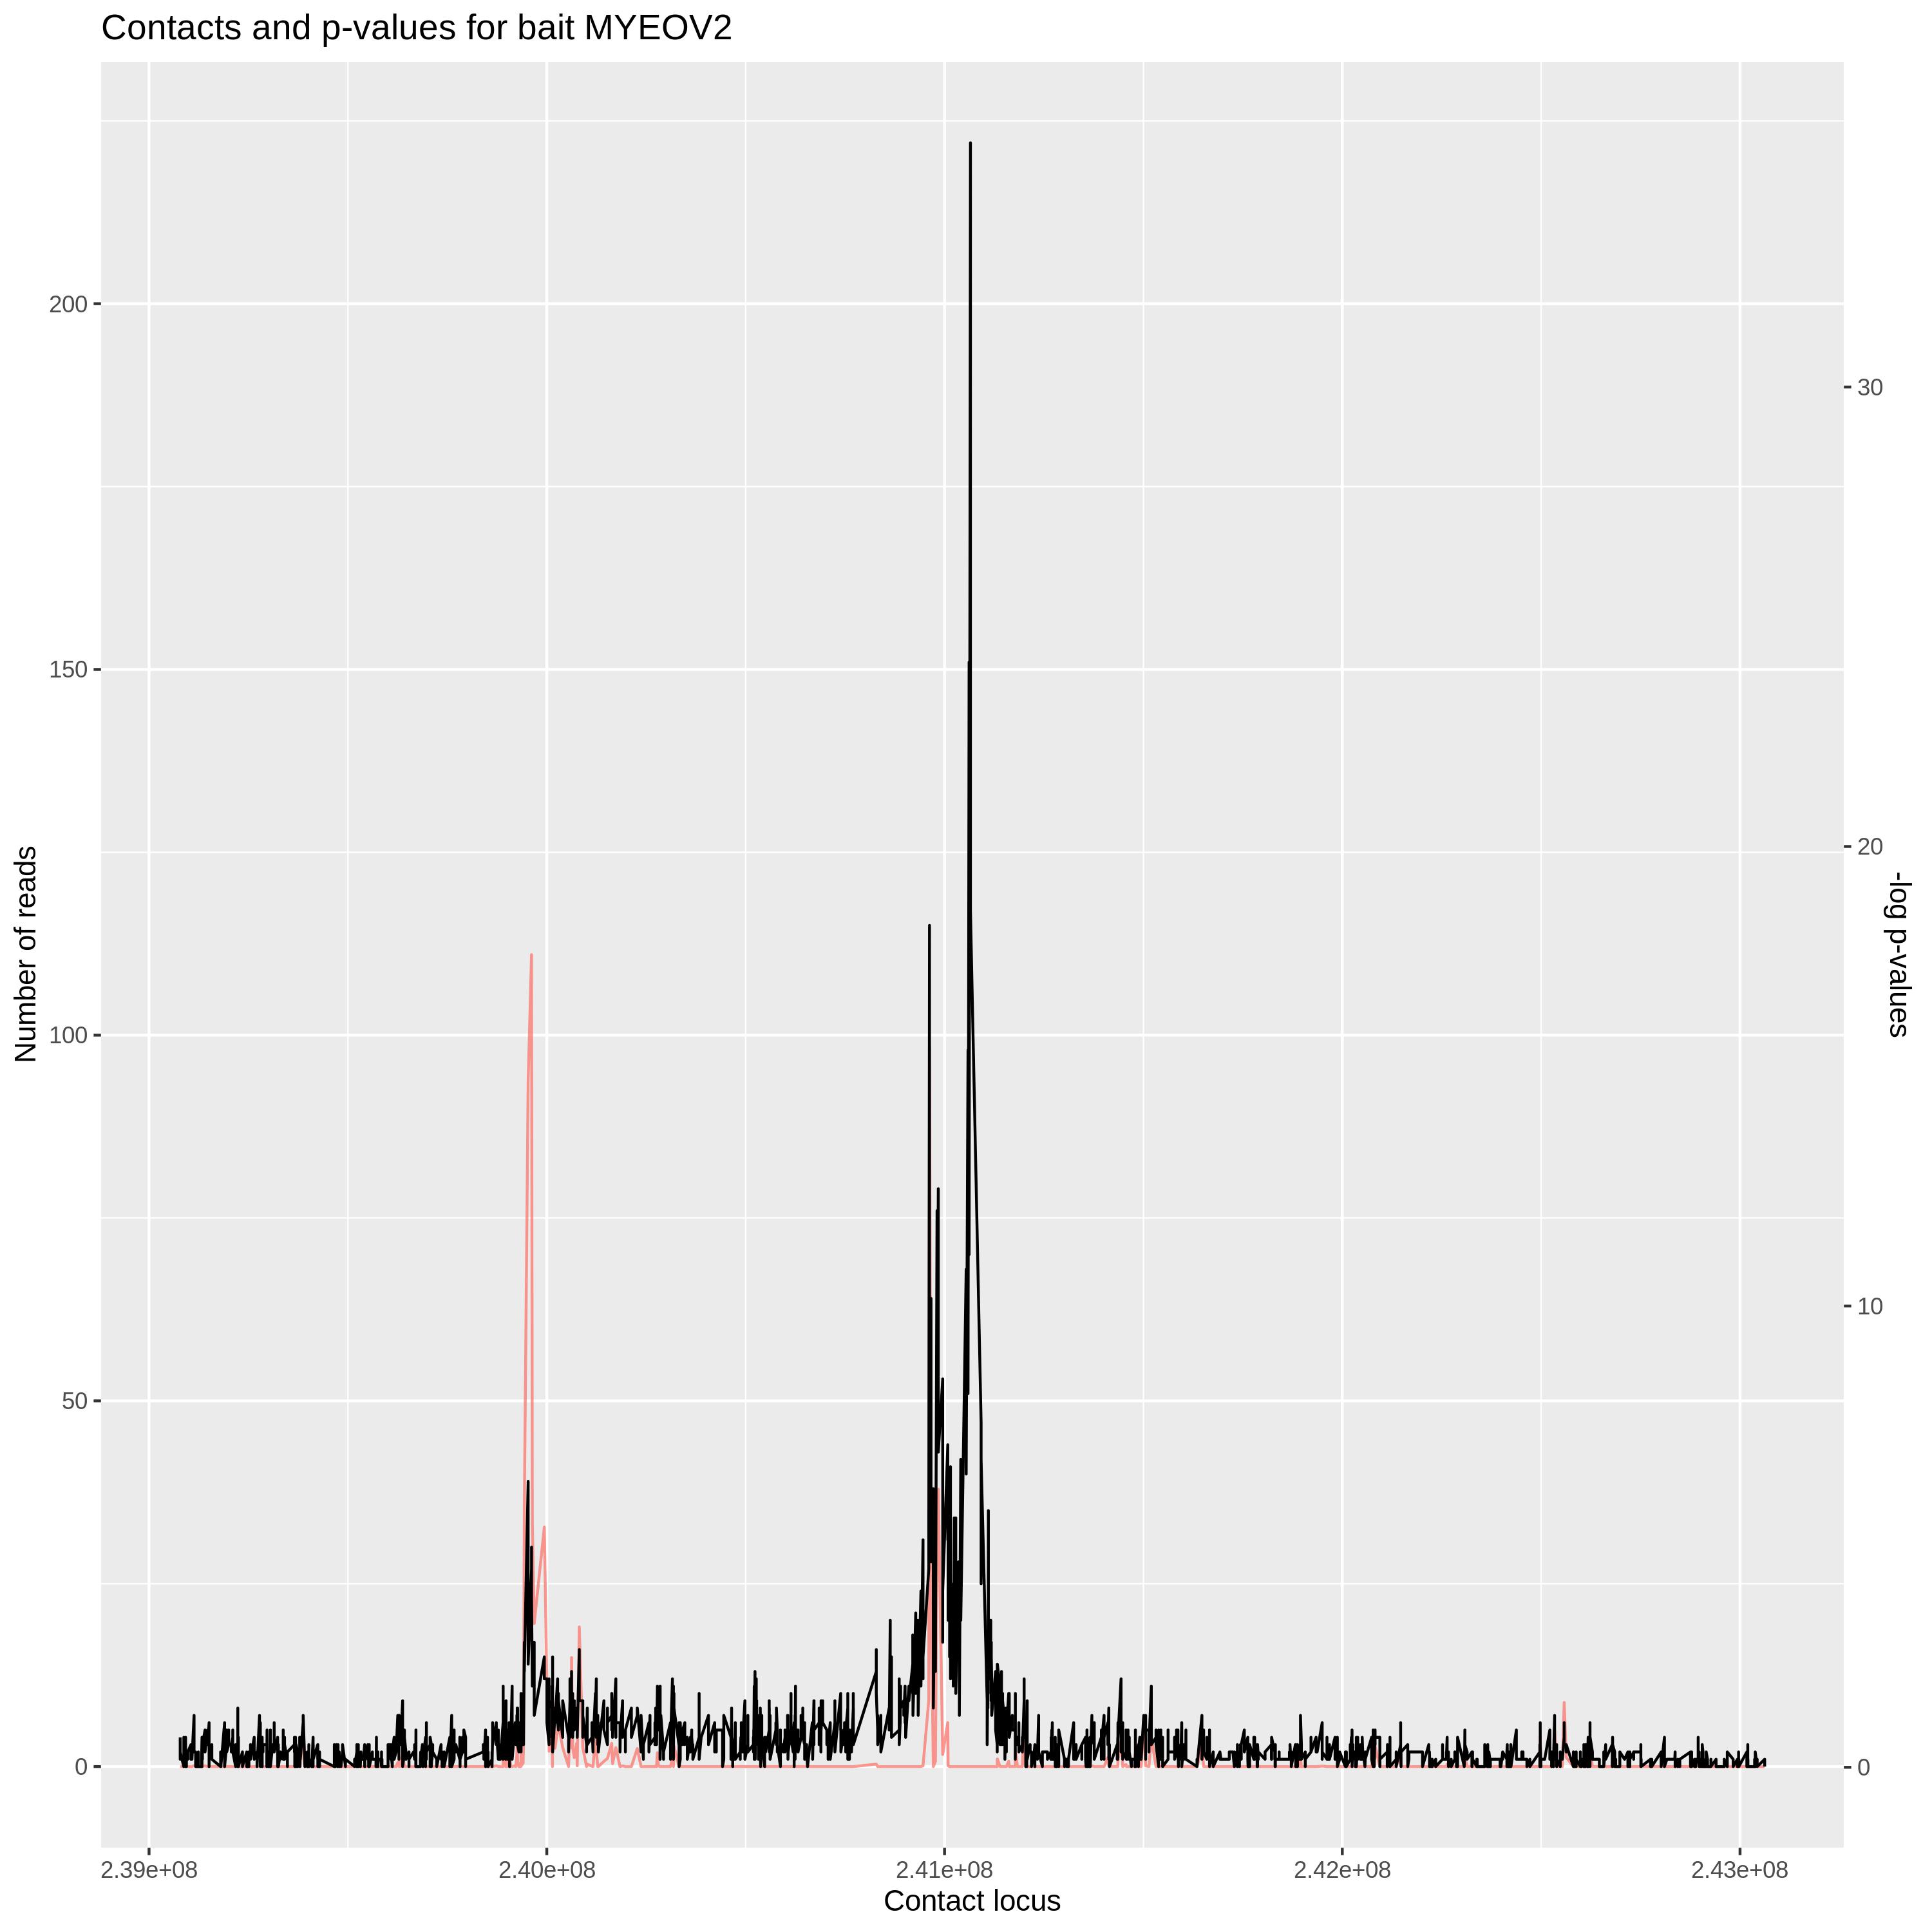 Contacts and p-values for bait MYEOV2
Number of reads
200
150
100
50
0
30
20
10
0
-log p-values
2.39e+08
2.40e+08
2.41e+08
2.42e+08
2.43e+08
Contact locus